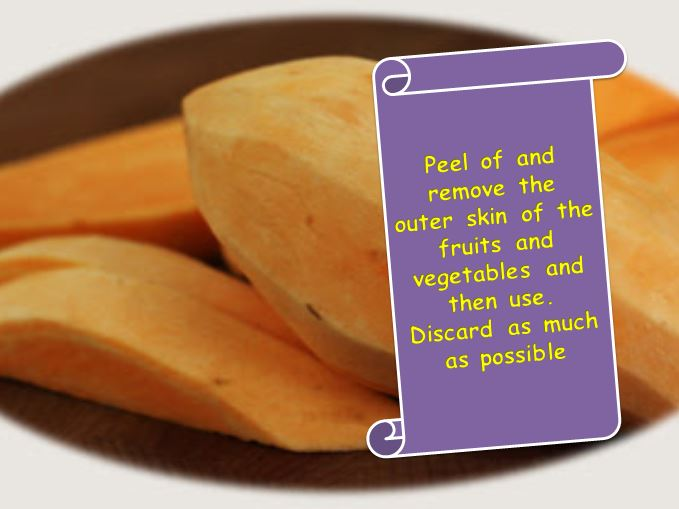 Peel of and
remove the
outer skin of the
fruits and
vegetables and
then use.
Discard as much
as possible